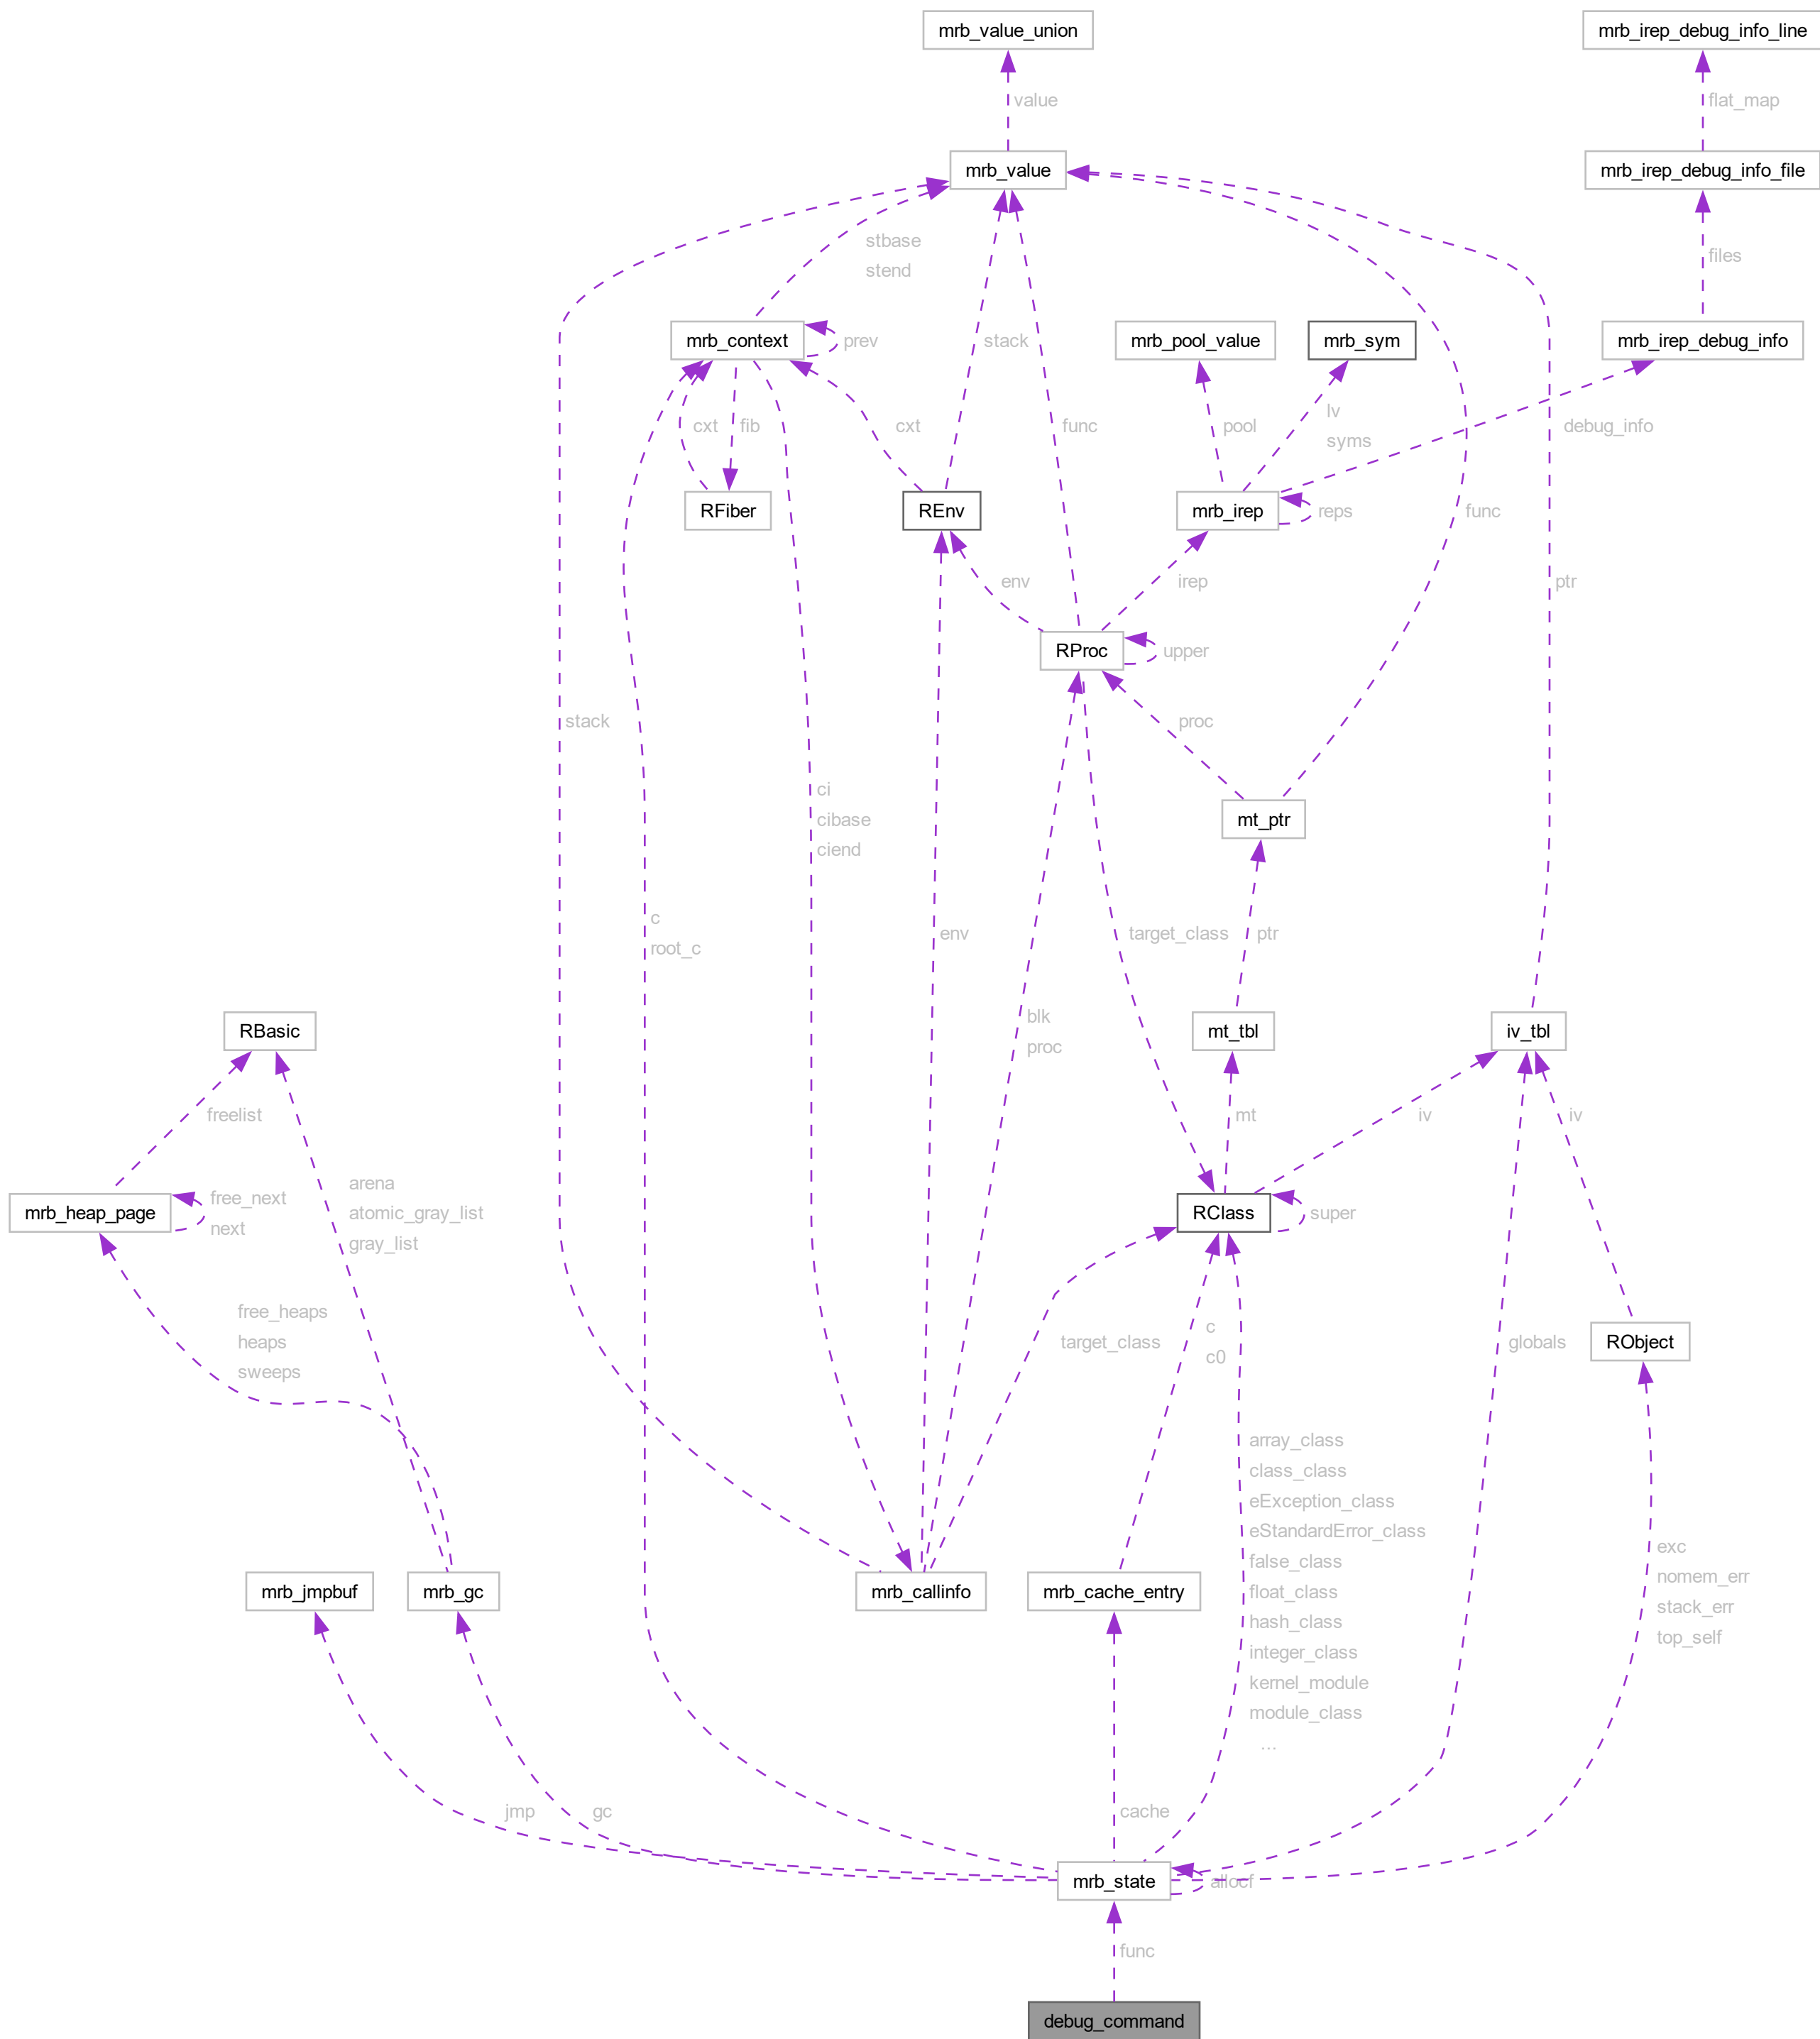 mrb_value_union
mrb_irep_debug_info_line
value
flat_map
mrb_value
mrb_irep_debug_info_file
stbase
stend
files
mrb_context
prev
stack
mrb_pool_value
mrb_sym
mrb_irep_debug_info
cxt
fib
cxt
func
pool
lv
syms
debug_info
RFiber
REnv
mrb_irep
reps
func
env
irep
ptr
RProc
upper
stack
proc
ci
cibase
ciend
mt_ptr
c
root_c
env
target_class
ptr
RBasic
blk
proc
mt_tbl
iv_tbl
freelist
mt
iv
iv
mrb_heap_page
free_next
next
arena
atomic_gray_list
gray_list
RClass
super
free_heaps
heaps
sweeps
target_class
c
c0
globals
RObject
array_class
class_class
eException_class
eStandardError_class
false_class
float_class
hash_class
integer_class
kernel_module
module_class
...
exc
nomem_err
stack_err
top_self
mrb_jmpbuf
mrb_gc
mrb_callinfo
mrb_cache_entry
jmp
gc
cache
mrb_state
allocf
func
debug_command